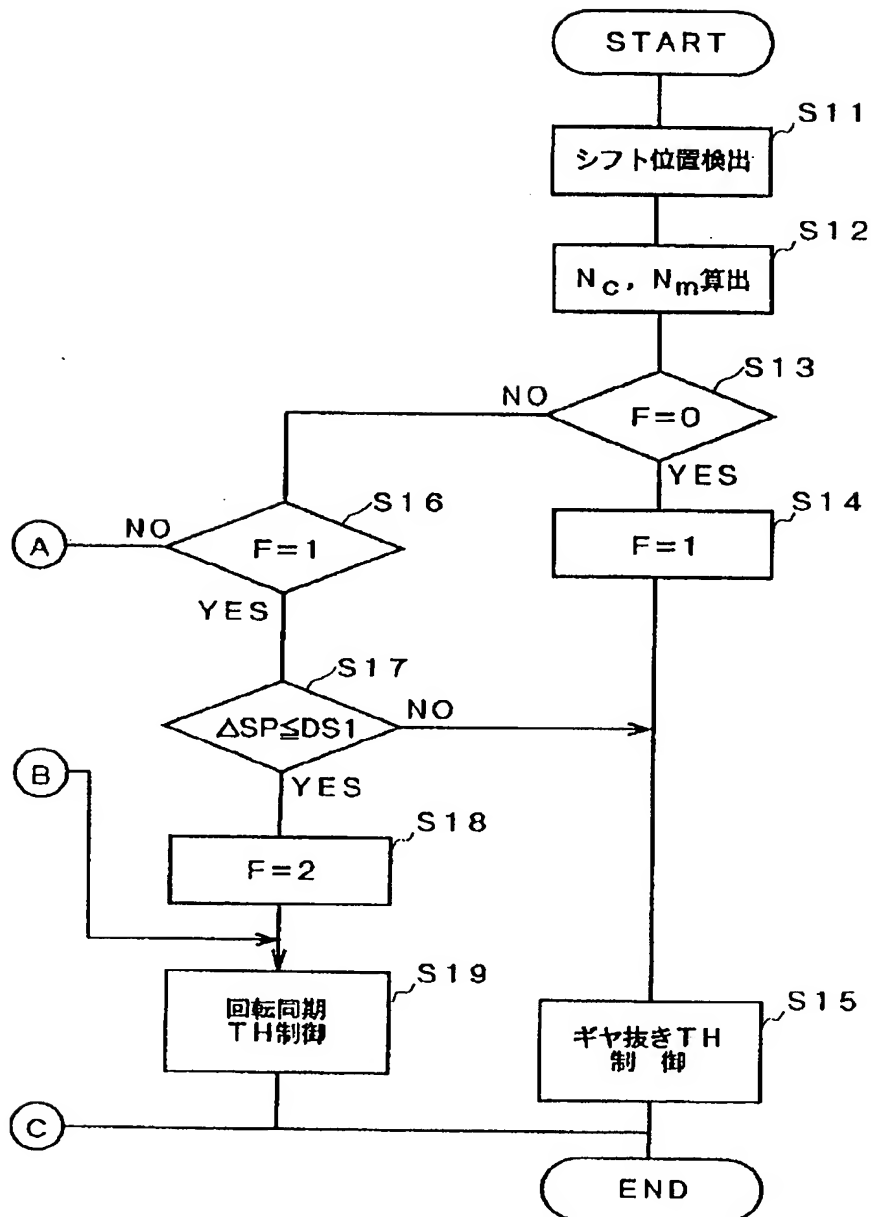 START
S11
シフト位置検出
S12
Nc, Nm算出
S13
NO
F=0
YES
S16
S14
A
NO
F=1
F=1
YES
S17
ΔSP≦DS1
NO
B
YES
S18
F=2
S19
回転同期
TH制御
S15
ギヤ抜きTH
制 御
C
END